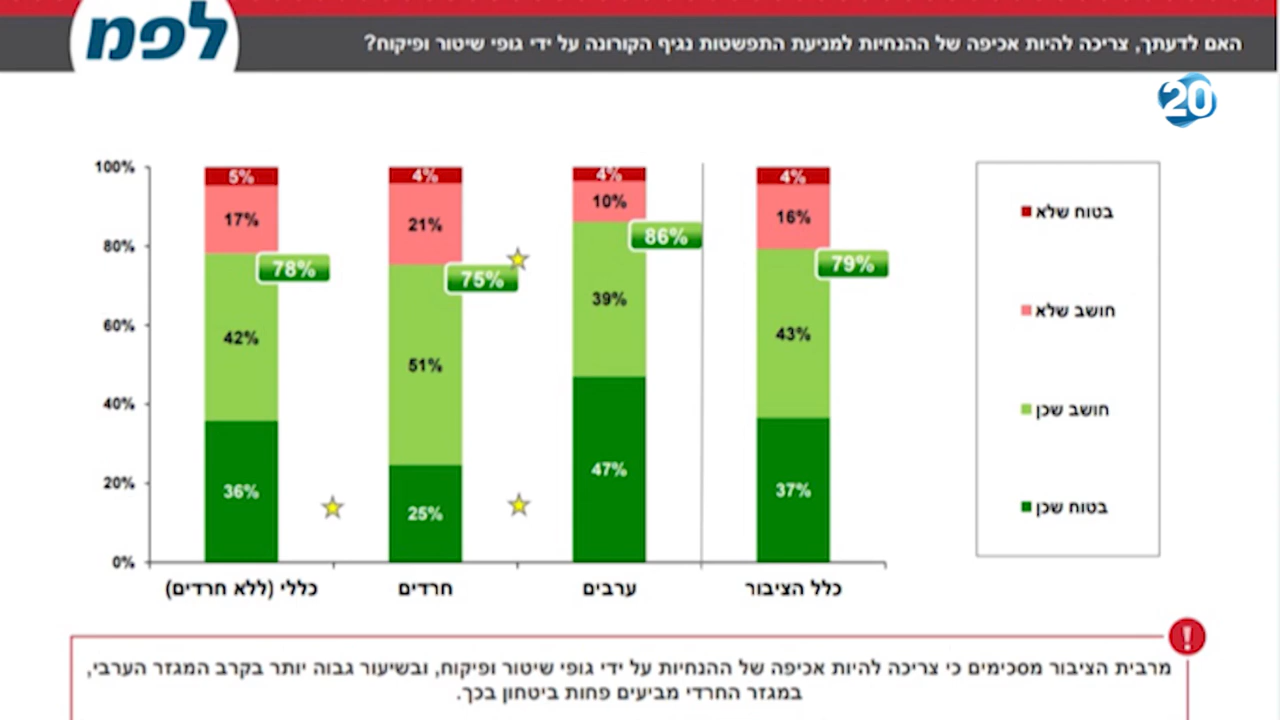 למפ
האם לדעתך, צריכה להיות אכיפה של ההנחיות למניעת התפשטות נגיף הקורונה על ידי גופי שיטור ופיקוח?
20
100%
80%
60%
40%
20%
0%
5%
17%
78%
42%
36%
4%
21%
75%
51%
25%
4%
10%
86%
39%
47%
4%
16%
79%
43%
37%
כללי (ללא חרדים)
חרדים
ערבים
כלל הציבור
בטוח שלא
חושב שלא
חושב שכן
בטוח שכן
!
מרבית הציבור מסכימים כי צריכה להיות אכיפה של ההנחיות על ידי גופי שיטור ופיקוח, ובשיעור גבוה יותר בקרב המגזר הערבי,
במגזר החרדי מביעים פחות ביטחון בכך.